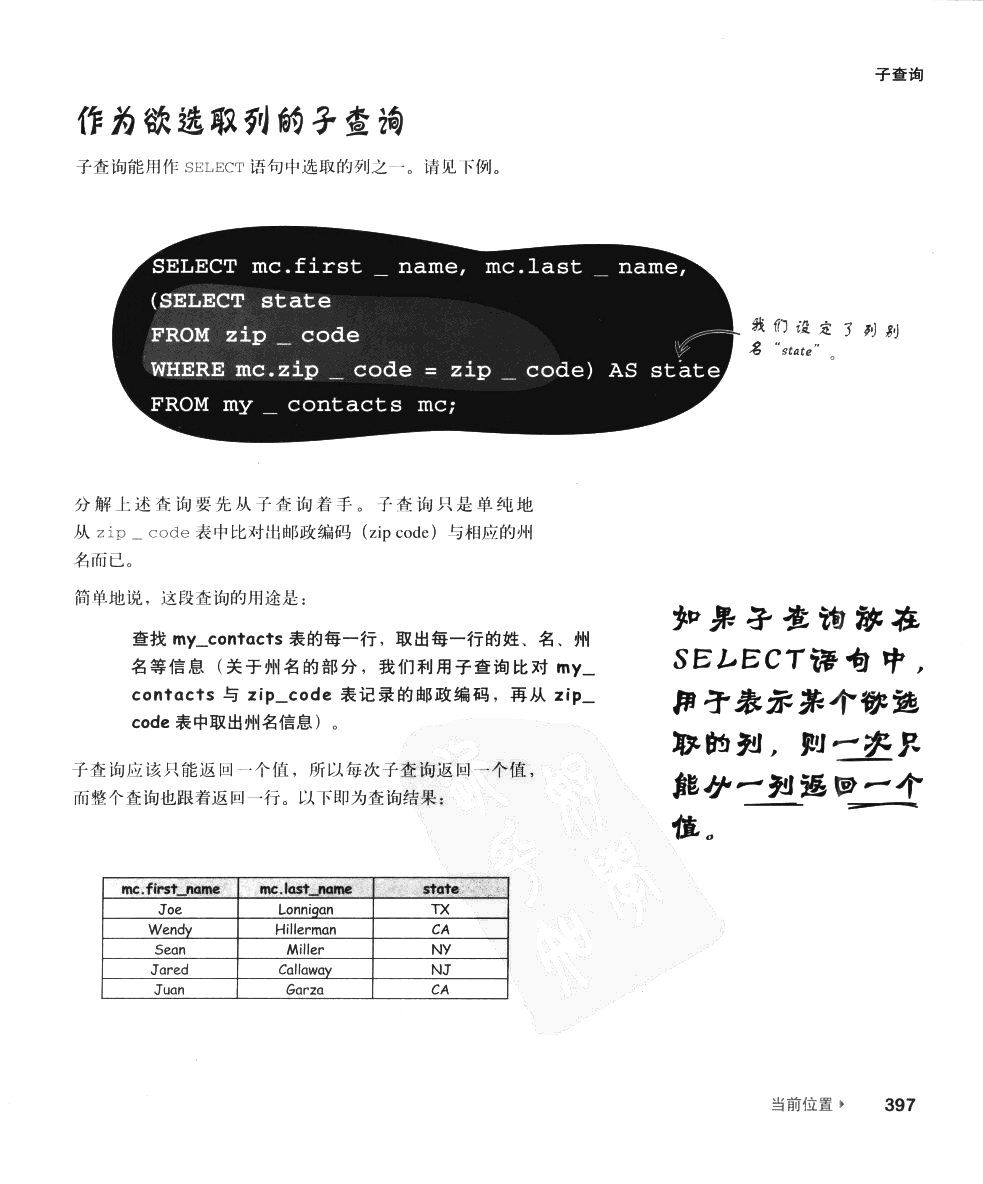 子查询
作为欲选取列的子查询
子查询能用作 SELECT 语句中选取的列之一。请见下例。
SELECT mc.first _ name, mc.last _ name,
(SELECT state
FROM zip _ code
WHERE mc.zip _ code = zip _ code) AS state
FROM my _ contacts mc;
我们设定了列别
名“state”。
分解上述查询要先从子查询着手。子查询只是单纯地
从 zip _ code 表中比对出邮政编码（zip code）与相应的州
名而已。
简单地说，这段查询的用途是：
查找 my_contacts 表的每一行，取出每一行的姓、名、州
名等信息（关于州名的部分，我们利用子查询比对 my_
contacts 与 zip_code 表记录的邮政编码，再从 zip_
code 表中取出州名信息）。
子查询应该只能返回一个值，所以每次子查询返回一个值，
而整个查询也跟着返回一行。以下即为查询结果：
如果子查询放在
SELECT语句中，
用于表示某个欲选
取的列，则一次只
能从一列返回一个
值。
mc.first_name mc.last_name state
Joe Lonnigan TX
Wendy Hillerman CA
Sean Miller NY
Jared Callaway NJ
Juan Garza CA
当前位置 397